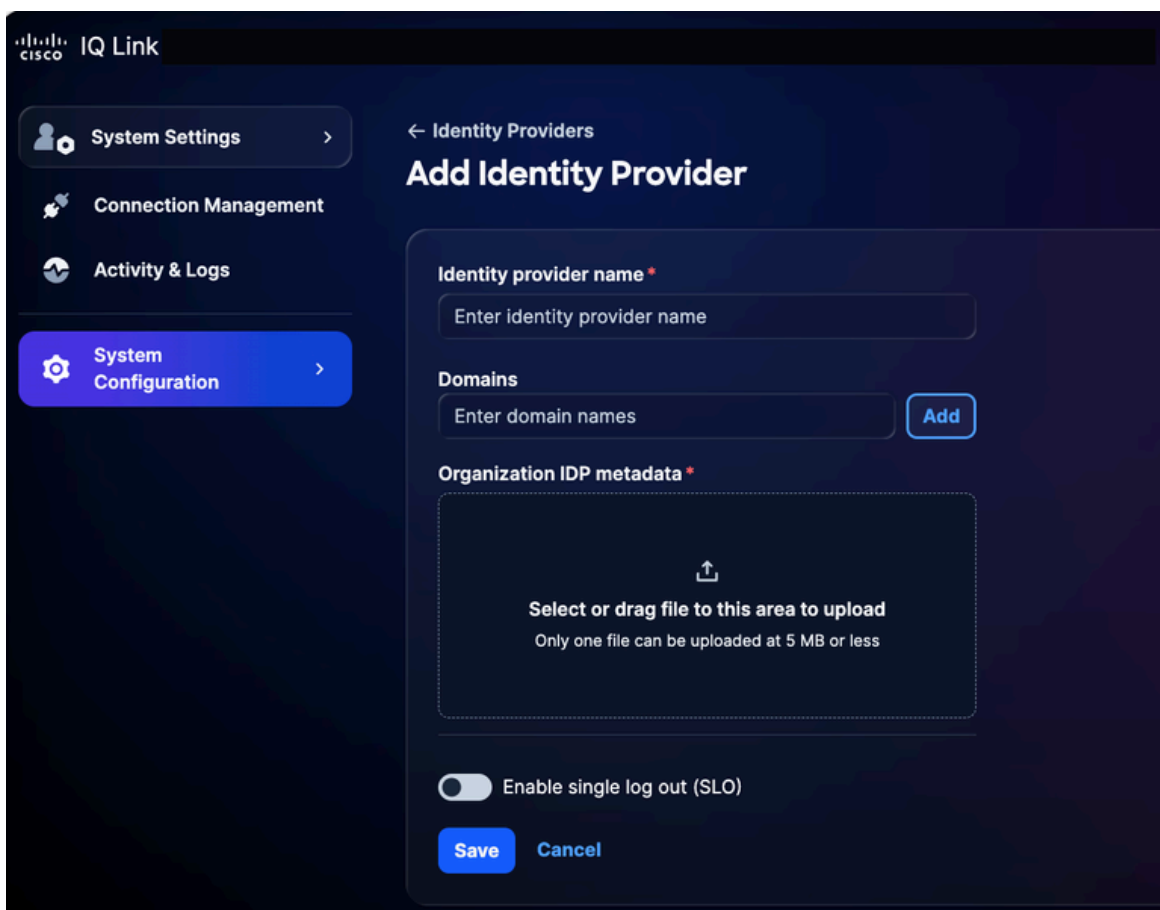 cisco IQ Link
System Settings
Connection Management
Activity & Logs
System
Configuration
← Identity Providers
Add Identity Provider
Identity provider name*
Enter identity provider name
Domains
Enter domain names
Add
Organization IDP metadata*
Select or drag file to this area to upload
Only one file can be uploaded at 5 MB or less
Enable single log out (SLO)
Save
Cancel